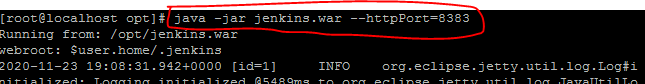 [root@localhost opt]# java -jar jenkins.war --httpPort=8383
Running from: /opt/jenkins.war
webroot: $user.home/.jenkins
2020-11-23 19:08:31.942+0000 [id=1] INFO org.eclipse.jetty.util.log.Log#i
nitialized: Logging initialized @5489ms to org.eclipse.jetty.util.log.JavaUtilLo